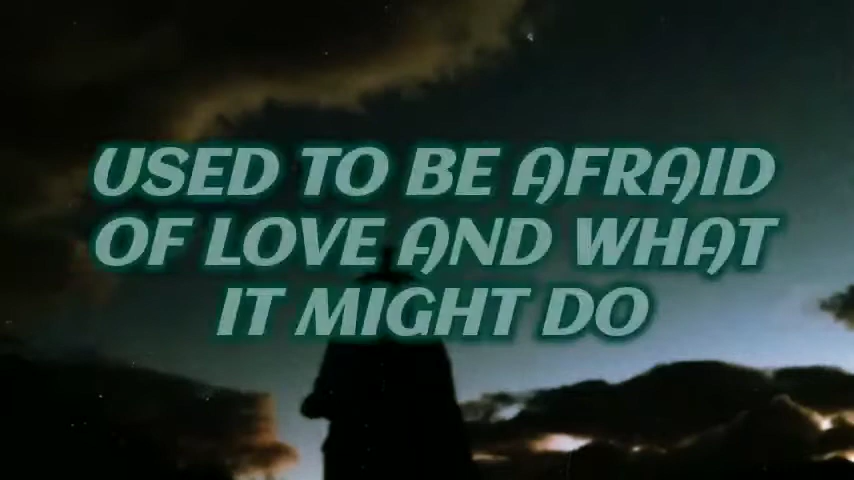 USED TO BE AFRAID
OF LOVE AND WHAT
IT MIGHT DO